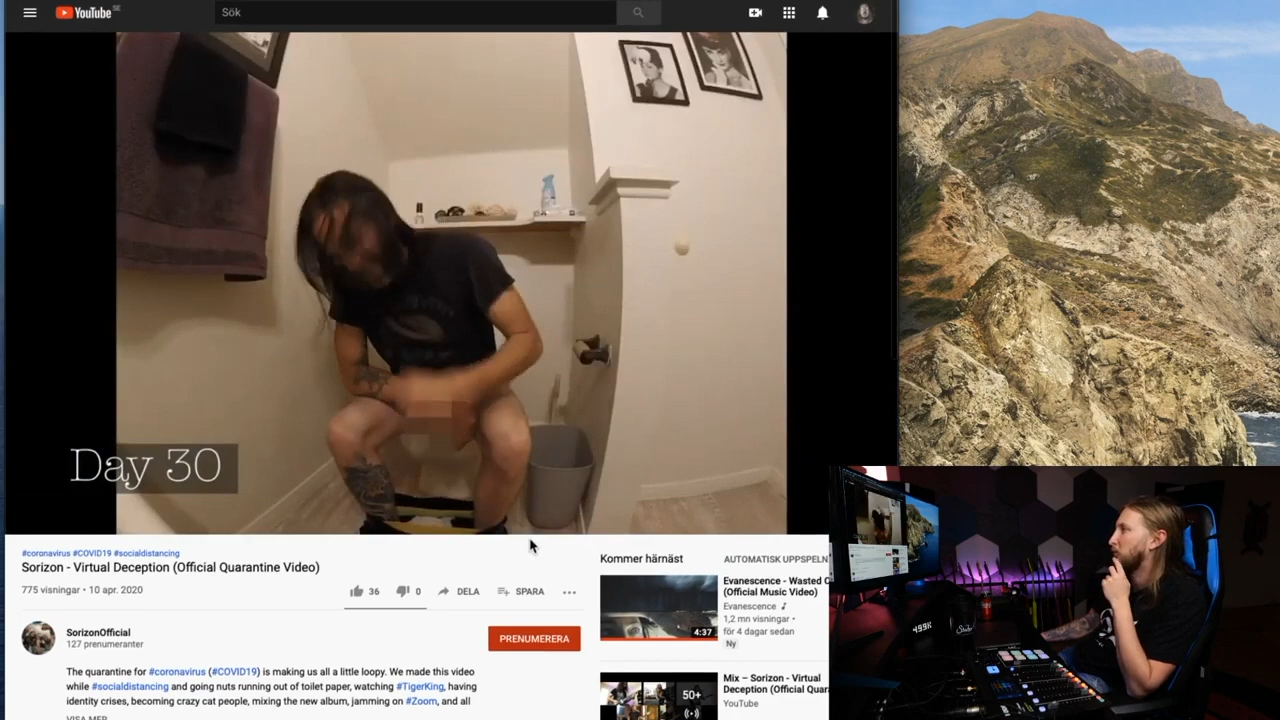 YouTube SE
Sök
Day 30
#coronavirus #COVID19 #socialdistancing
Sorizon - Virtual Deception (Official Quarantine Video)
775 visningar • 10 apr. 2020
36
0
DELA
SPARA
SorizonOfficial
127 prenumeranter
PRENUMERERA
The quarantine for #coronavirus (#COVID19) is making us all a little loopy. We made this video
while #socialdistancing and going nuts running out of toilet paper, watching #TigerKing, having
identity crises, becoming crazy cat people, mixing the new album, jamming on #Zoom, and all
VISA MER
Kommer härnäst
AUTOMATISK UPPSPELN
Evanescence - Wasted O
(Official Music Video)
Evanescence
1,2 mn visningar •
för 4 dagar sedan
Ny
4:37
Mix – Sorizon - Virtual
Deception (Official Quar
YouTube
50+
499K